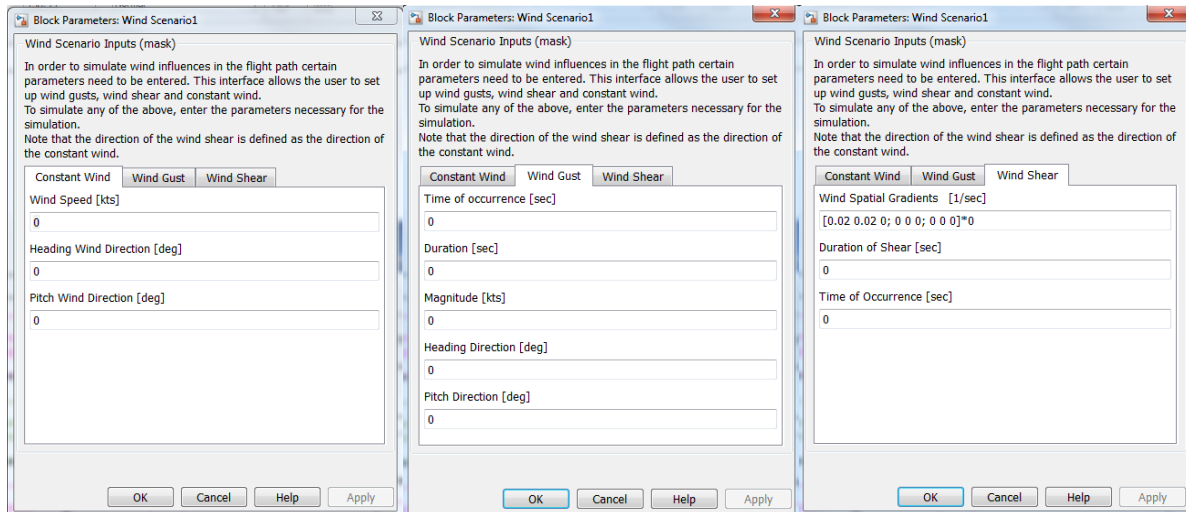 Block Parameters: Wind Scenario1
Wind Scenario Inputs (mask)
In order to simulate wind influences in the flight path certain
parameters need to be entered. This interface allows the user to set
up wind gusts, wind shear and constant wind.
To simulate any of the above, enter the parameters necessary for the
simulation.
Note that the direction of the wind shear is defined as the direction of
the constant wind.
Constant Wind Wind Gust Wind Shear
Wind Speed [kts]
0
Heading Wind Direction [deg]
0
Pitch Wind Direction [deg]
0
OK Cancel Help Apply
Block Parameters: Wind Scenario1
Wind Scenario Inputs (mask)
In order to simulate wind influences in the flight path certain
parameters need to be entered. This interface allows the user to set
up wind gusts, wind shear and constant wind.
To simulate any of the above, enter the parameters necessary for the
simulation.
Note that the direction of the wind shear is defined as the direction of
the constant wind.
Constant Wind Wind Gust Wind Shear
Time of occurrence [sec]
0
Duration [sec]
0
Magnitude [kts]
0
Heading Direction [deg]
0
Pitch Direction [deg]
0
OK Cancel Help Apply
Block Parameters: Wind Scenario1
Wind Scenario Inputs (mask)
In order to simulate wind influences in the flight path certain
parameters need to be entered. This interface allows the user to set
up wind gusts, wind shear and constant wind.
To simulate any of the above, enter the parameters necessary for the
simulation.
Note that the direction of the wind shear is defined as the direction of
the constant wind.
Constant Wind Wind Gust Wind Shear
Wind Spatial Gradients [1/sec]
[0.02 0.02 0; 0 0 0; 0 0 0]*0
Duration of Shear [sec]
0
Time of Occurrence [sec]
0
OK Cancel Help Apply